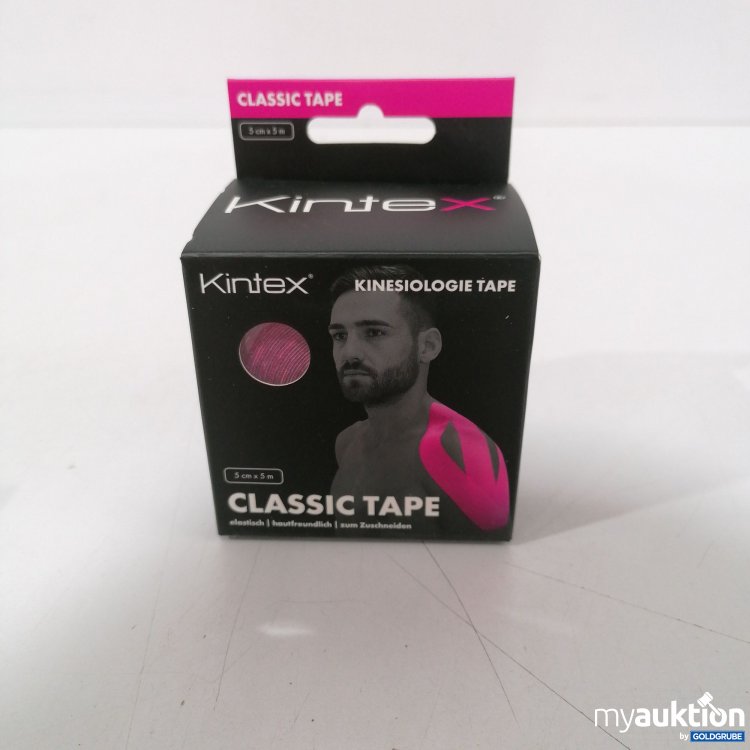 CLASSIC TAPE
5 cm x 5 m
Kintex®
Kintex®
KINESIOLOGIE TAPE
5 cm x 5 m
CLASSIC TAPE
elastisch | hautfreundlich | zum Zuschneiden
myauktion
by GOLDGRUBE